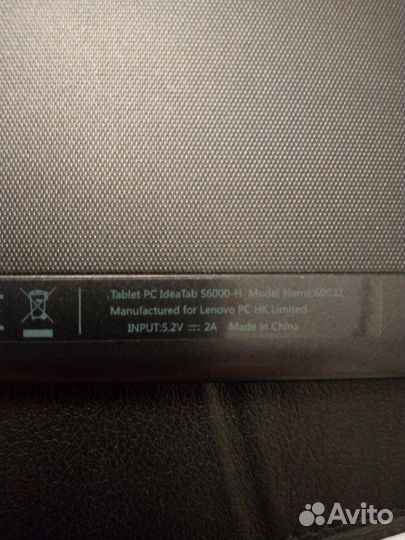 Tablet PC IdeaTab S6000-H Model Name:60032
Manufactured for Lenovo PC HK Limited
INPUT:5.2V ⎓ 2A Made in China
Avito